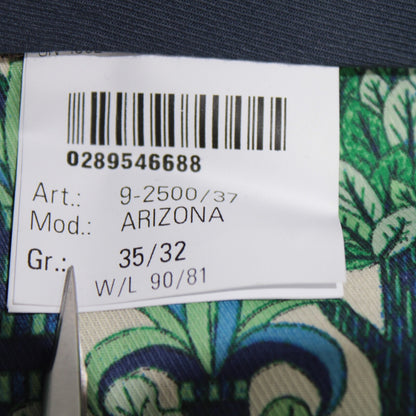 0289546688
Art.: 9-2500/37
Mod.: ARIZONA
Gr.: 35/32
W/L 90/81